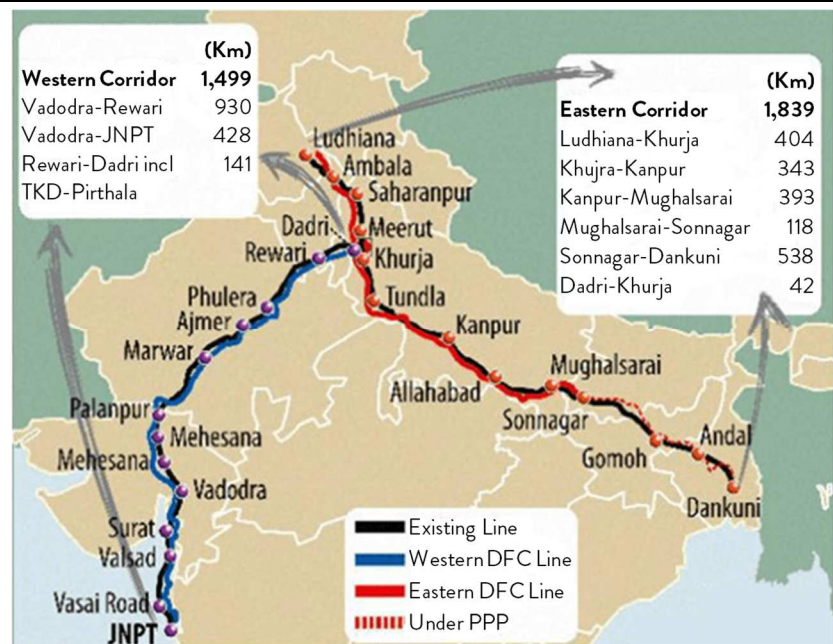 (Km)
Western Corridor 1,499
Vadodra-Rewari 930
Vadodra-JNPT 428
Rewari-Dadri incl 141
TKD-Pirthala
(Km)
Eastern Corridor 1,839
Ludhiana-Khurja 404
Khujra-Kanpur 343
Kanpur-Mughalsarai 393
Mughalsarai-Sonnagar 118
Sonnagar-Dankuni 538
Dadri-Khurja 42
Ludhiana
Ambala
Saharanpur
Dadri
Meerut
Rewari
Khurja
Phulera
Tundla
Ajmer
Kanpur
Marwar
Mughalsarai
Allahabad
Palanpur
Sonnagar
Mehesana
Andal
Mehesana
Gomoh
Vadodra
Dankuni
Surat
Valsad
Vasai Road
JNPT
Existing Line
Western DFC Line
Eastern DFC Line
Under PPP